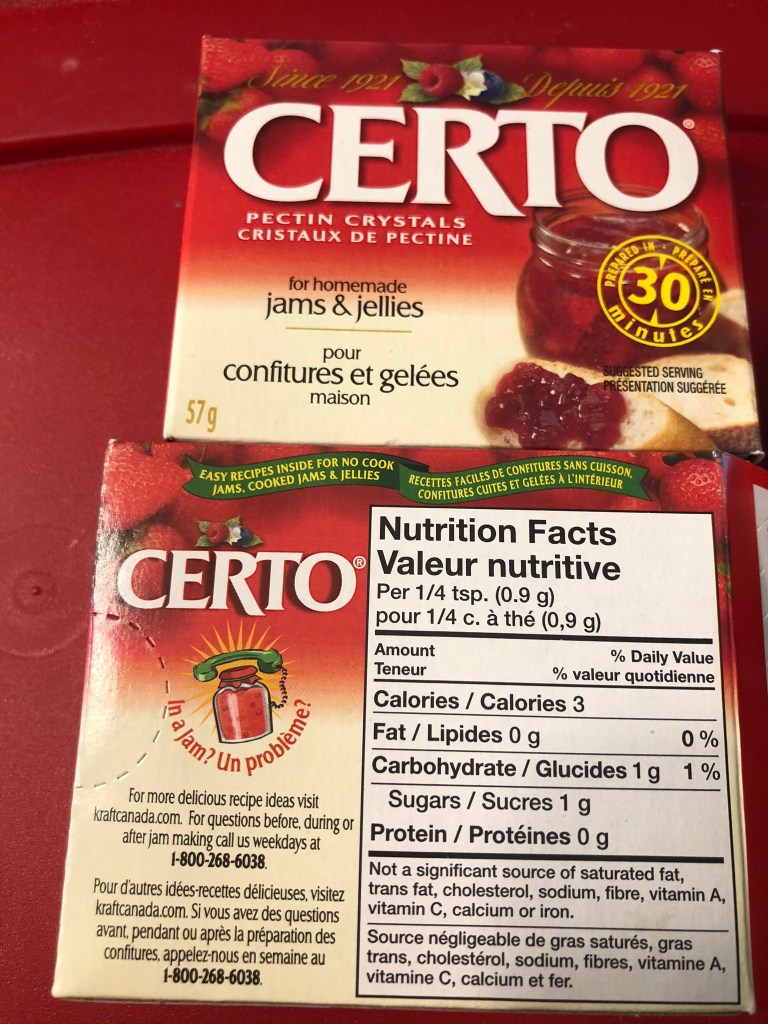 Since 1921
Depuis 1921
CERTO®
PECTIN CRYSTALS
CRISTAUX DE PECTINE
for homemade
jams & jellies
pour
confitures et gelées
maison
57 g
PREPARED IN • PRÉPARÉ EN
30
minutes
SUGGESTED SERVING
PRÉSENTATION SUGGÉRÉE
EASY RECIPES INSIDE FOR NO COOK
JAMS, COOKED JAMS & JELLIES
RECETTES FACILES DE CONFITURES SANS CUISSON,
CONFITURES CUITES ET GELÉES À L'INTÉRIEUR
CERTO®
In a jam? Un problème?
For more delicious recipe ideas visit
kraftcanada.com. For questions before, during or
after jam making call us weekdays at
1-800-268-6038.
Pour d'autres idées-recettes délicieuses, visitez
kraftcanada.com. Si vous avez des questions
avant, pendant ou après la préparation des
confitures, appelez-nous en semaine au
1-800-268-6038.
Nutrition Facts
Valeur nutritive
Per 1/4 tsp. (0.9 g)
pour 1/4 c. à thé (0,9 g)
Amount % Daily Value
Teneur % valeur quotidienne
Calories / Calories 3
Fat / Lipides 0 g 0 %
Carbohydrate / Glucides 1 g 1 %
Sugars / Sucres 1 g
Protein / Protéines 0 g
Not a significant source of saturated fat,
trans fat, cholesterol, sodium, fibre, vitamin A,
vitamin C, calcium or iron.
Source négligeable de gras saturés, gras
trans, cholestérol, sodium, fibres, vitamine A,
vitamine C, calcium et fer.